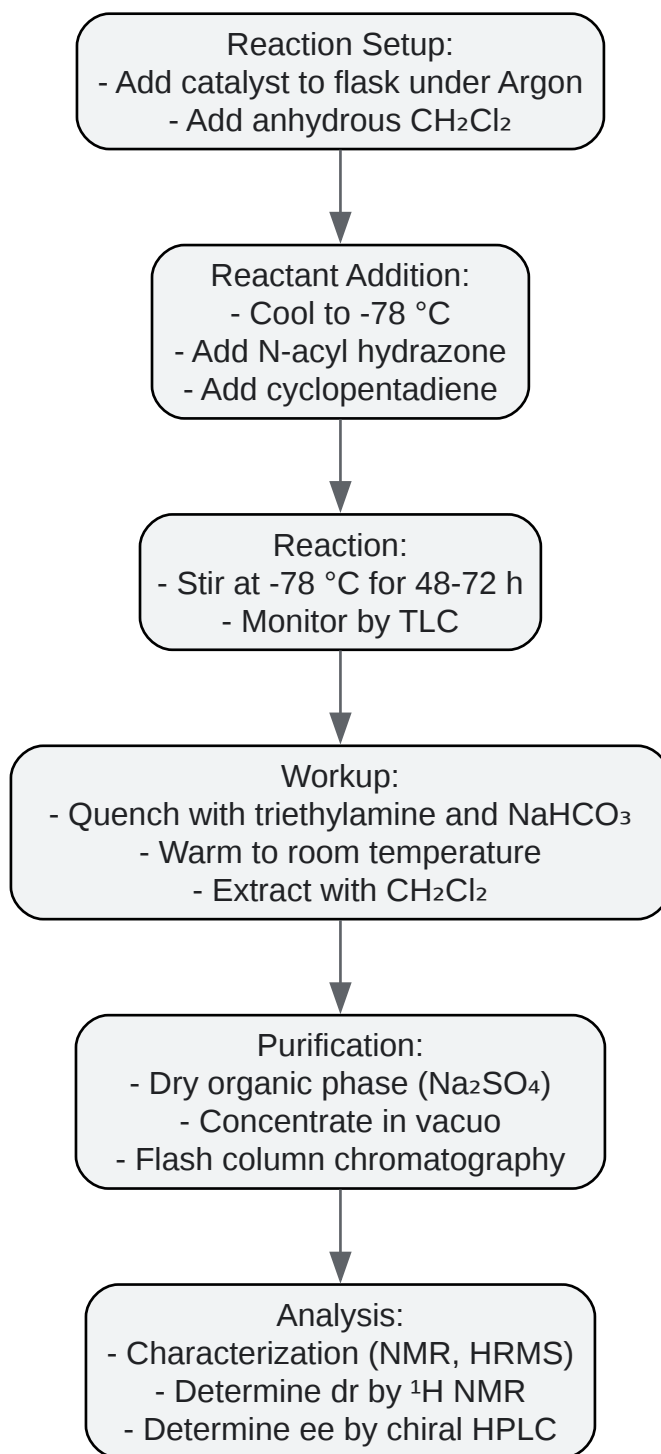 Reaction Setup:
- Add catalyst to flask under Argon
- Add anhydrous CH₂Cl₂
Reactant Addition:
- Cool to -78 °C
- Add N-acyl hydrazone
- Add cyclopentadiene
Reaction:
- Stir at -78 °C for 48-72 h
- Monitor by TLC
Workup:
- Quench with triethylamine and NaHCO₃
- Warm to room temperature
- Extract with CH₂Cl₂
Purification:
- Dry organic phase (Na₂SO₄)
- Concentrate in vacuo
- Flash column chromatography
Analysis:
- Characterization (NMR, HRMS)
- Determine dr by ¹H NMR
- Determine ee by chiral HPLC